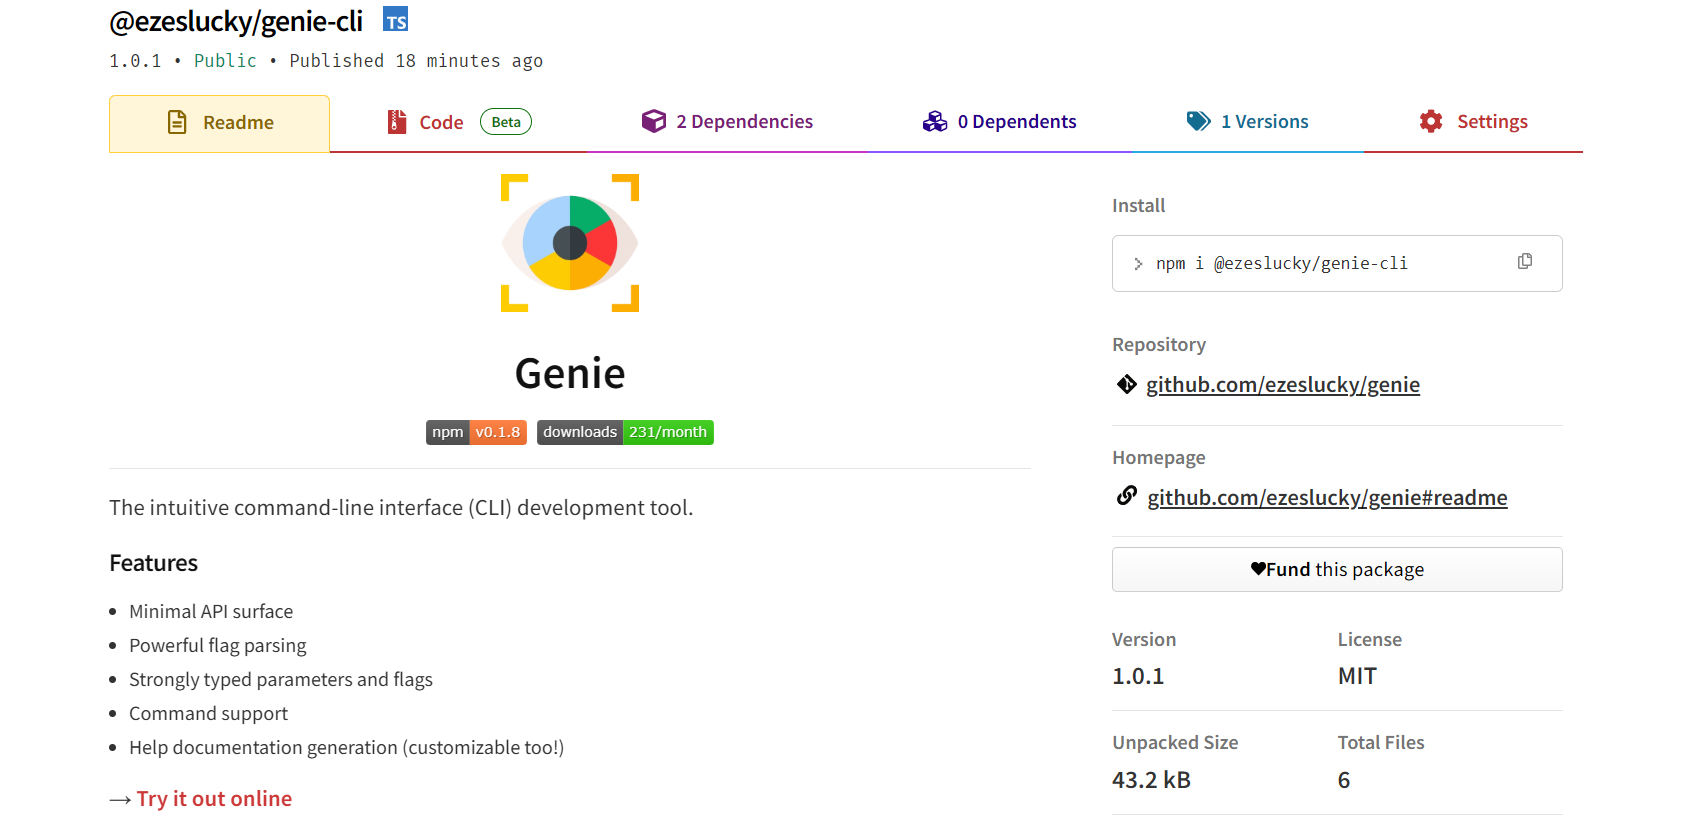 @ezeslucky/genie-cli TS
1.0.1 • Public • Published 18 minutes ago
Readme
Code Beta
2 Dependencies
0 Dependents
1 Versions
Settings
Genie
npm v0.1.8 downloads 231/month
The intuitive command-line interface (CLI) development tool.
Features
• Minimal API surface
• Powerful flag parsing
• Strongly typed parameters and flags
• Command support
• Help documentation generation (customizable too!)
→ Try it out online
Install
> npm i @ezeslucky/genie-cli
Repository
github.com/ezeslucky/genie
Homepage
github.com/ezeslucky/genie#readme
♥Fund this package
Version License
1.0.1 MIT
Unpacked Size Total Files
43.2 kB 6